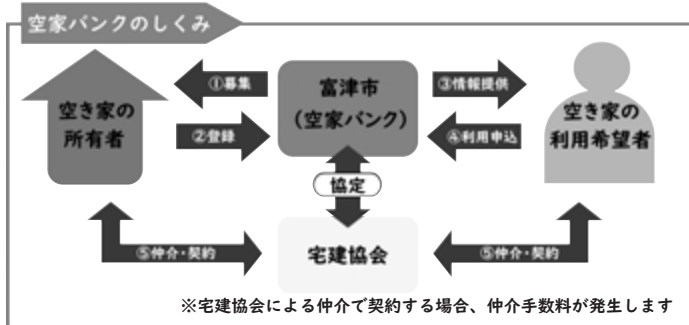 空家バンクのしくみ
空き家の
所有者
①募集
②登録
富津市
(空家バンク)
③情報提供
④利用申込
空き家の
利用希望者
協定
⑤仲介・契約
宅建協会
⑤仲介・契約
※宅建協会による仲介で契約する場合、仲介手数料が発生します